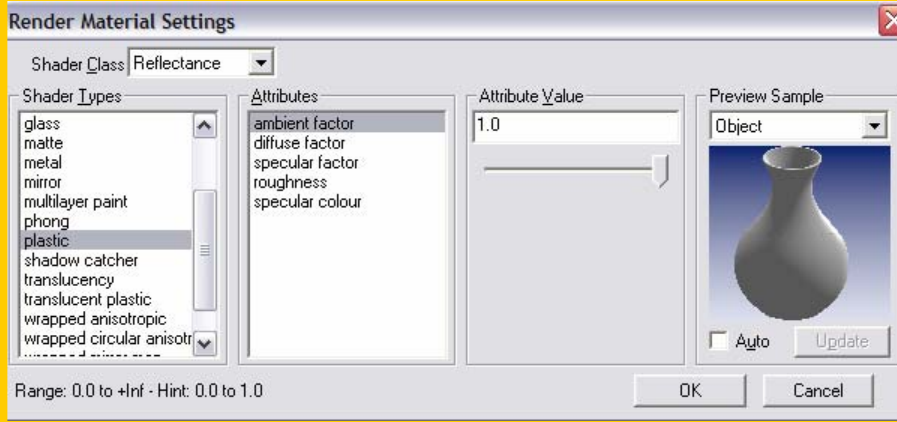 Render Material Settings
Shader Class Reflectance
Shader Types
glass
matte
metal
mirror
multilayer paint
phong
plastic
shadow catcher
translucency
translucent plastic
wrapped anisotropic
wrapped circular anisotr
Attributes
ambient factor
diffuse factor
specular factor
roughness
specular colour
Attribute Value
1.0
Preview Sample
Object
Auto
Update
Range: 0.0 to +Inf - Hint: 0.0 to 1.0
OK
Cancel